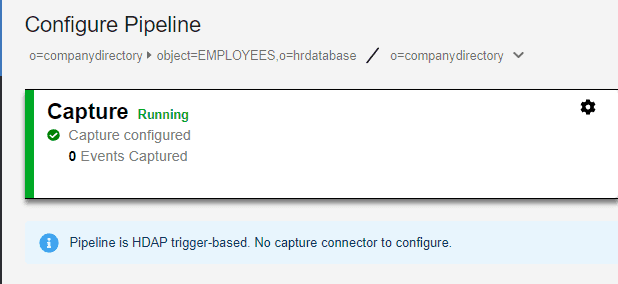 Configure Pipeline
o=companydirectory object=EMPLOYEES,o=hrdatabase / o=companydirectory
Capture Running
Capture configured
0 Events Captured
Pipeline is HDAP trigger-based. No capture connector to configure.